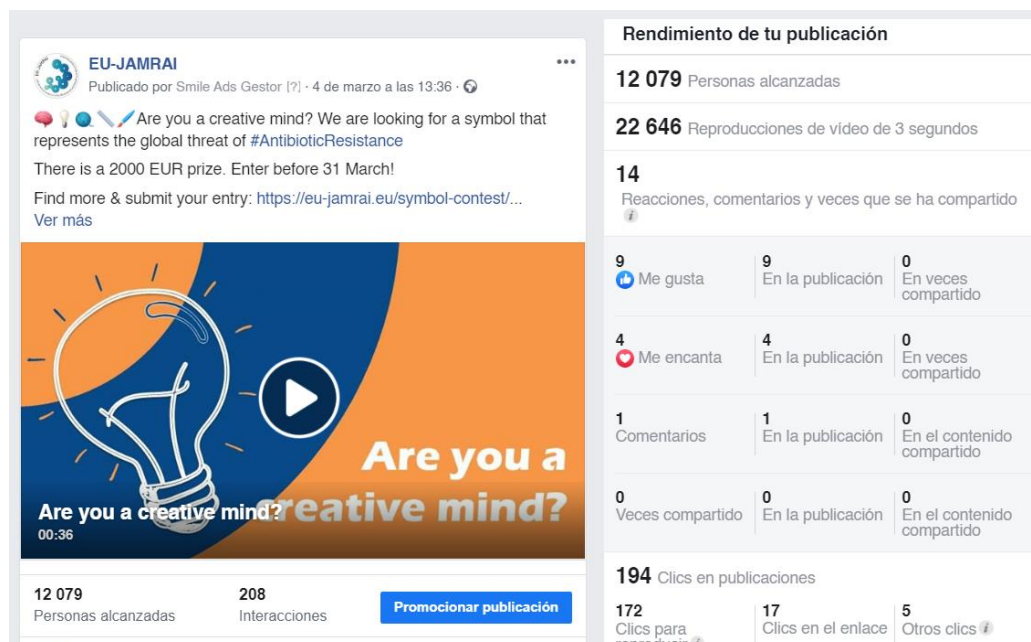 EU-JAMRAI
Publicado por Smile Ads Gestor [?] · 4 de marzo a las 13:36 ·
Are you a creative mind? We are looking for a symbol that
represents the global threat of #AntibioticResistance
There is a 2000 EUR prize. Enter before 31 March!
Find more & submit your entry: https://eu-jamrai.eu/symbol-contest/...
Ver más
Are you a
creative mind?
Are you a creative mind?
00:36
12 079
Personas alcanzadas
208
Interacciones
Promocionar publicación
Rendimiento de tu publicación
12 079 Personas alcanzadas
22 646 Reproducciones de vídeo de 3 segundos
14
Reacciones, comentarios y veces que se ha compartido
9
Me gusta
9
En la publicación
0
En veces
compartido
4
Me encanta
4
En la publicación
0
En veces
compartido
1
Comentarios
1
En la publicación
0
En el contenido
compartido
0
Veces compartido
0
En la publicación
0
En el contenido
compartido
194 Clics en publicaciones
172
Clics para
reproducir
17
Clics en el enlace
5
Otros clics